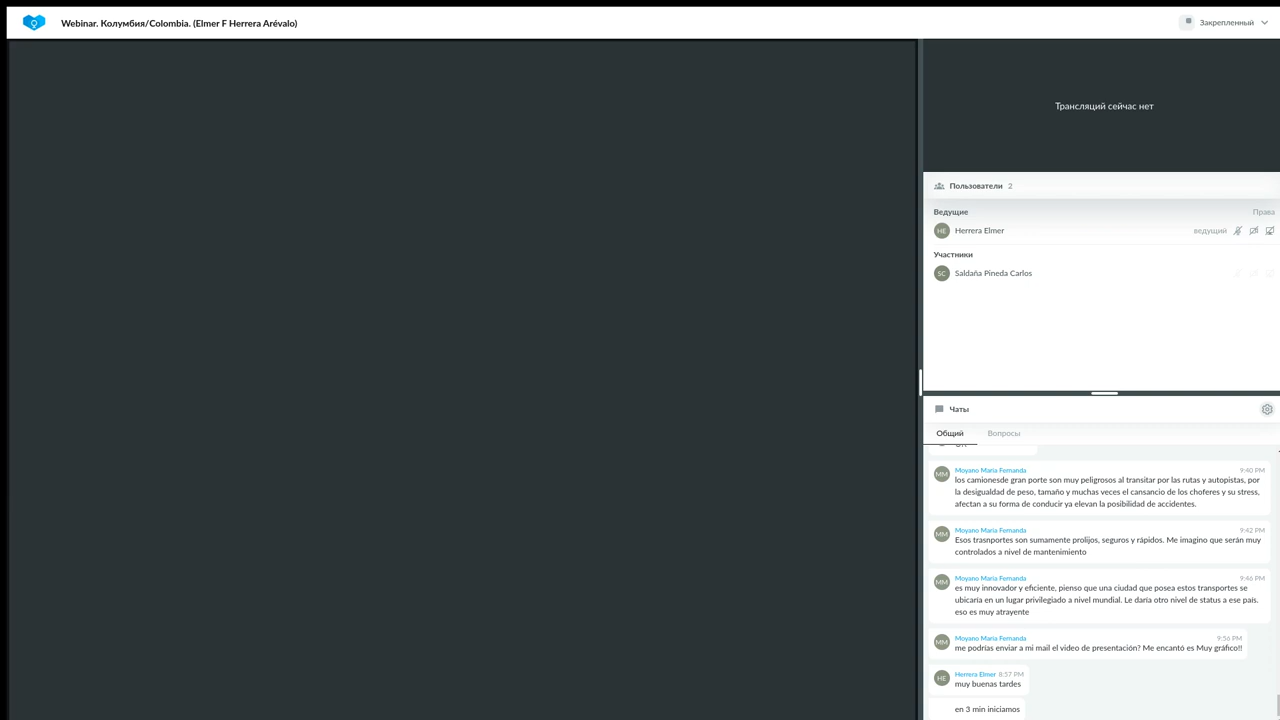 Webinar. Колумбия/Colombia. (Elmer F Herrera Arévalo)
Закрепленный
Трансляций сейчас нет
Пользователи 2
Ведущие Права
HE Herrera Elmer ведущий
Участники
SC Saldaña Pineda Carlos
Чаты
Общий Вопросы
MM Moyano Maria Fernanda 9:40 PM
los camionesde gran porte son muy peligrosos al transitar por las rutas y autopistas, por
la desigualdad de peso, tamaño y muchas veces el cansancio de los choferes y su stress,
afectan a su forma de conducir ya elevan la posibilidad de accidentes.
MM Moyano Maria Fernanda 9:42 PM
Esos trasnportes son sumamente prolijos, seguros y rápidos. Me imagino que serán muy
controlados a nivel de mantenimiento
MM Moyano Maria Fernanda 9:46 PM
es muy innovador y eficiente, pienso que una ciudad que posea estos transportes se
ubicaría en un lugar privilegiado a nivel mundial. Le daría otro nivel de status a ese pais.
eso es muy atrayente
MM Moyano Maria Fernanda 9:56 PM
me podrías enviar a mi mail el video de presentación? Me encantó es Muy gráfico!!
HE Herrera Elmer 8:57 PM
muy buenas tardes
en 3 min iniciamos